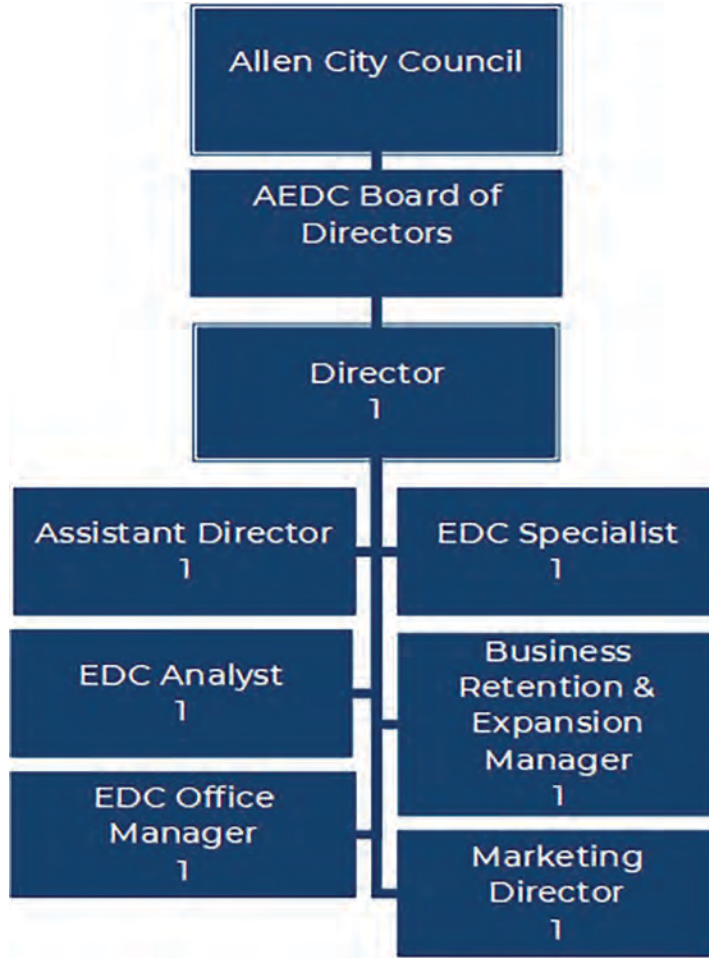 Allen City Council
AEDC Board of
Directors
Director
1
Assistant Director
1
EDC Specialist
1
EDC Analyst
1
Business
Retention &
Expansion
Manager
1
EDC Office
Manager
1
Marketing
Director
1